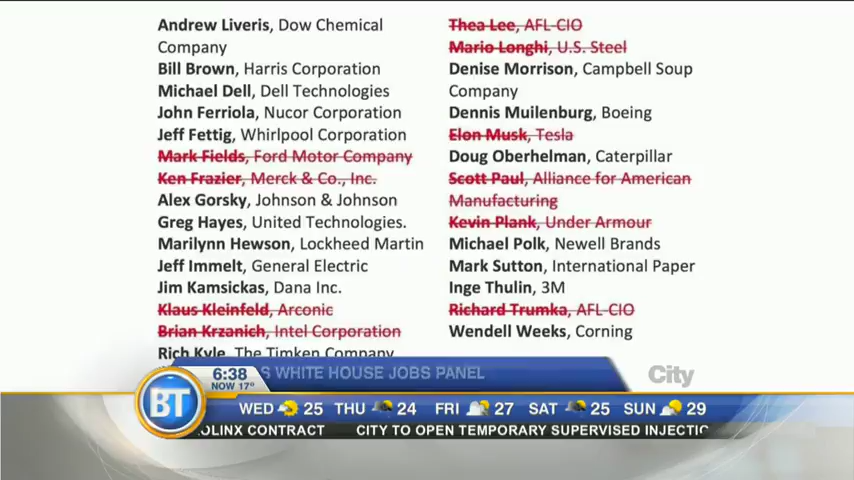 Andrew Liveris, Dow Chemical
Company
Bill Brown, Harris Corporation
Michael Dell, Dell Technologies
John Ferriola, Nucor Corporation
Jeff Fettig, Whirlpool Corporation
Mark Fields, Ford Motor Company
Ken Frazier, Merck & Co., Inc.
Alex Gorsky, Johnson & Johnson
Greg Hayes, United Technologies.
Marilynn Hewson, Lockheed Martin
Jeff Immelt, General Electric
Jim Kamsickas, Dana Inc.
Klaus Kleinfeld, Arconic
Brian Krzanich, Intel Corporation
Rich Kyle, The Timken Company
Thea Lee, AFL-CIO
Mario Longhi, U.S. Steel
Denise Morrison, Campbell Soup
Company
Dennis Muilenburg, Boeing
Elon Musk, Tesla
Doug Oberhelman, Caterpillar
Scott Paul, Alliance for American
Manufacturing
Kevin Plank, Under Armour
Michael Polk, Newell Brands
Mark Sutton, International Paper
Inge Thulin, 3M
Richard Trumka, AFL-CIO
Wendell Weeks, Corning
WHITE HOUSE JOBS PANEL
City
6:38
NOW 17°
BT
WED 25 THU 24 FRI 27 SAT 25 SUN 29
OLINX CONTRACT CITY TO OPEN TEMPORARY SUPERVISED INJECTIO